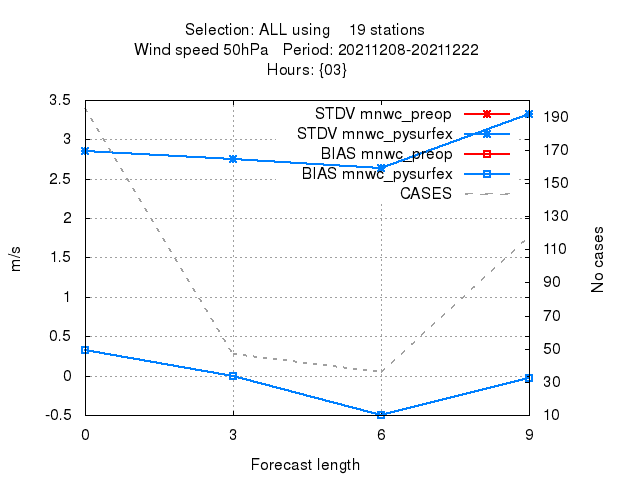 Selection: ALL using 19 stations
Wind speed 50hPa Period: 20211208-20211222
Hours: {03}
STDV mnwc_preop
STDV mnwc_pysurfex
BIAS mnwc_preop
BIAS mnwc_pysurfex
CASES
3.5
3
2.5
2
1.5
1
0.5
0
-0.5
m/s
190
170
150
130
110
90
70
50
30
10
No cases
0 3 6 9
Forecast length